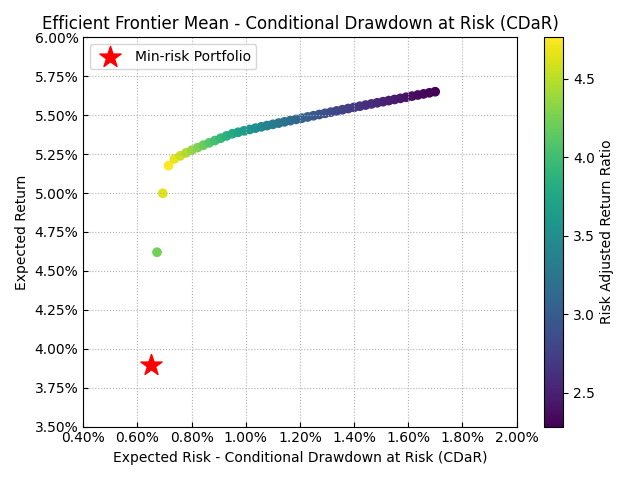 Efficient Frontier Mean - Conditional Drawdown at Risk (CDaR)
Min-risk Portfolio
6.00%
5.75%
5.50%
5.25%
5.00%
4.75%
4.50%
4.25%
4.00%
3.75%
3.50%
Expected Return
0.40% 0.60% 0.80% 1.00% 1.20% 1.40% 1.60% 1.80% 2.00%
Expected Risk - Conditional Drawdown at Risk (CDaR)
4.5
4.0
3.5
3.0
2.5
Risk Adjusted Return Ratio